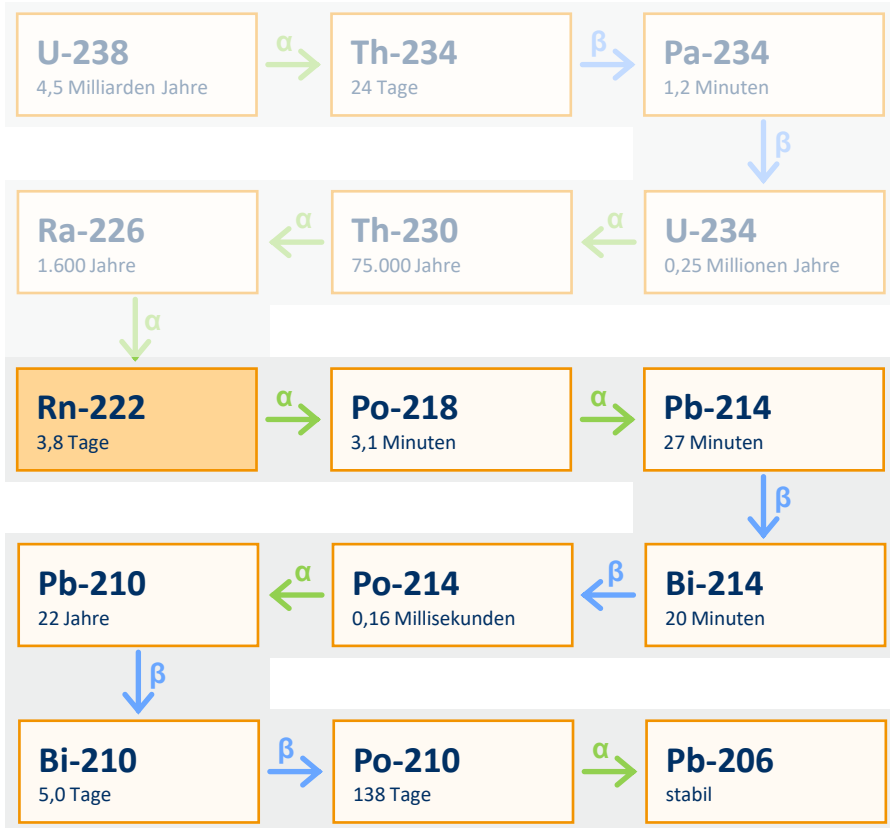 U-238
4,5 Milliarden Jahre
α
Th-234
24 Tage
β
Pa-234
1,2 Minuten
β
U-234
0,25 Millionen Jahre
α
Th-230
75.000 Jahre
α
Ra-226
1.600 Jahre
α
Rn-222
3,8 Tage
α
Po-218
3,1 Minuten
α
Pb-214
27 Minuten
β
Bi-214
20 Minuten
β
Po-214
0,16 Millisekunden
α
Pb-210
22 Jahre
β
Bi-210
5,0 Tage
β
Po-210
138 Tage
α
Pb-206
stabil